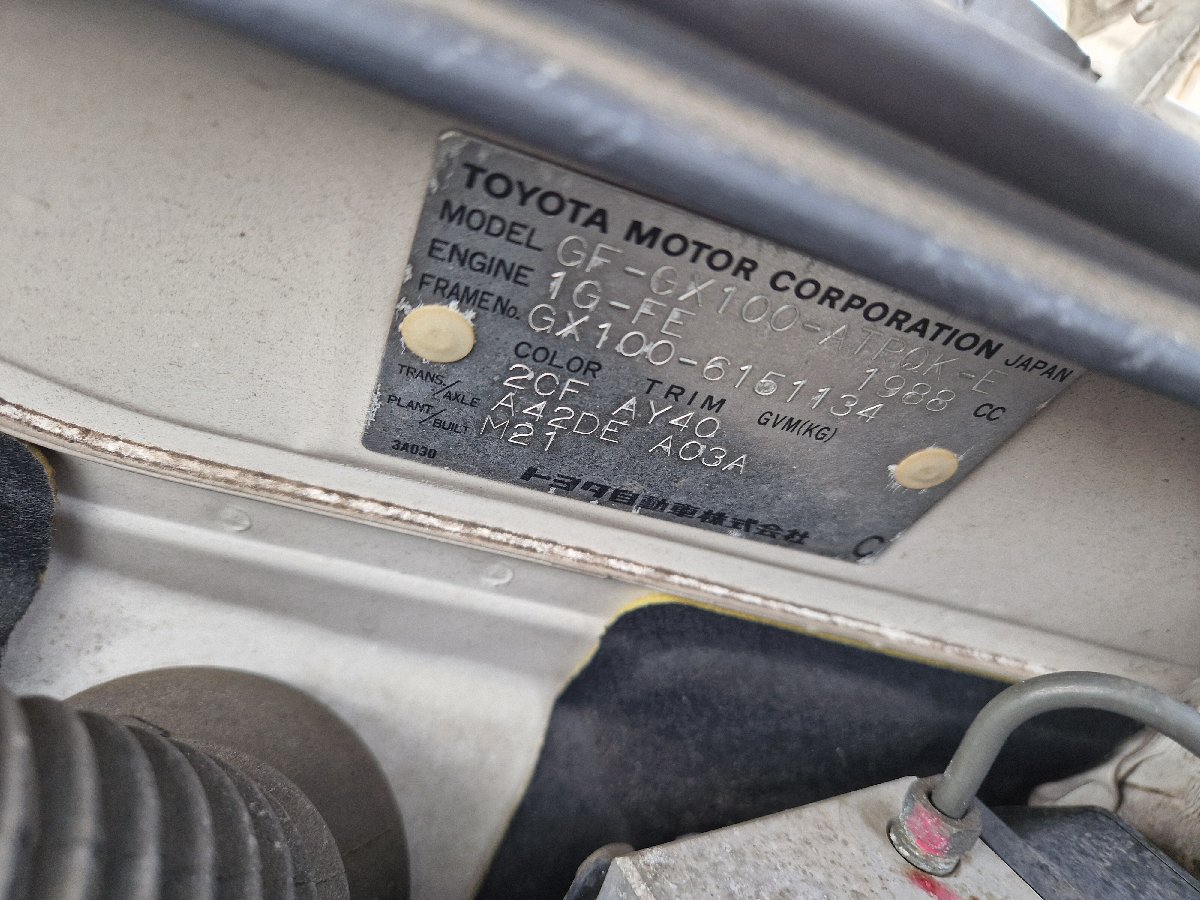 TOYOTA MOTOR CORPORATION JAPAN
MODEL GF-GX100-ATPQK-E
ENGINE 1G-FE 1988 CC
FRAME No. GX100-6151134
COLOR TRIM GVM(KG)
2CF AY40
TRANS./AXLE A42DE A03A
PLANT/BUILT M21
3A030
トヨタ自動車株式会社 C